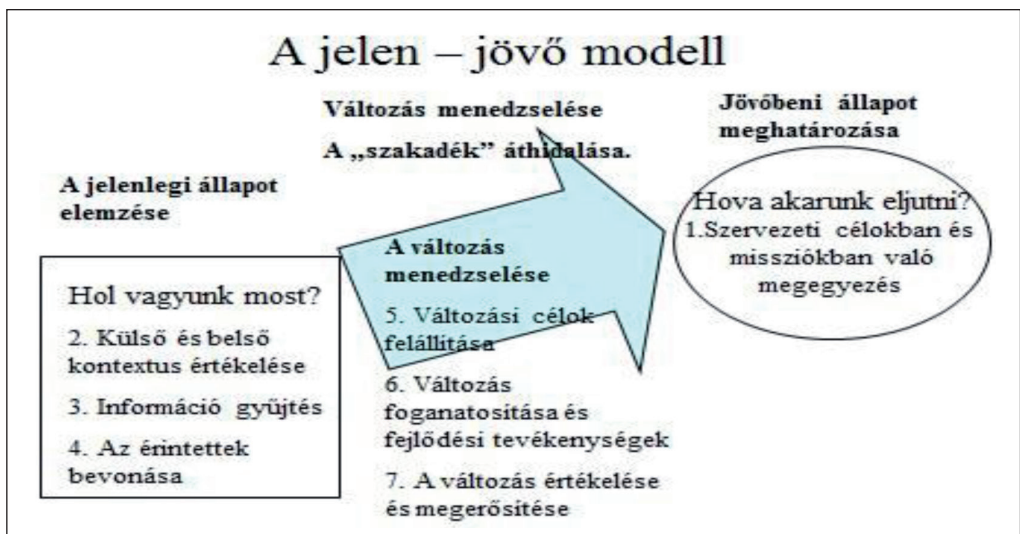 A jelen – jövő modell
Változás menedzselése
A „szakadék” áthidalása.
Jövőbeni állapot
meghatározása
A jelenlegi állapot
elemzése
Hol vagyunk most?
2. Külső és belső
kontextus értékelése
3. Információ gyűjtés
4. Az érintettek
bevonása
A változás
menedzselése
5. Változási célok
felállítása
6. Változás
foganatosítása és
fejlődési tevékenységek
7. A változás értékelése
és megerősítése
Hova akarunk eljutni?
1.Szervezeti célokban és
missziókban való
megegyezés